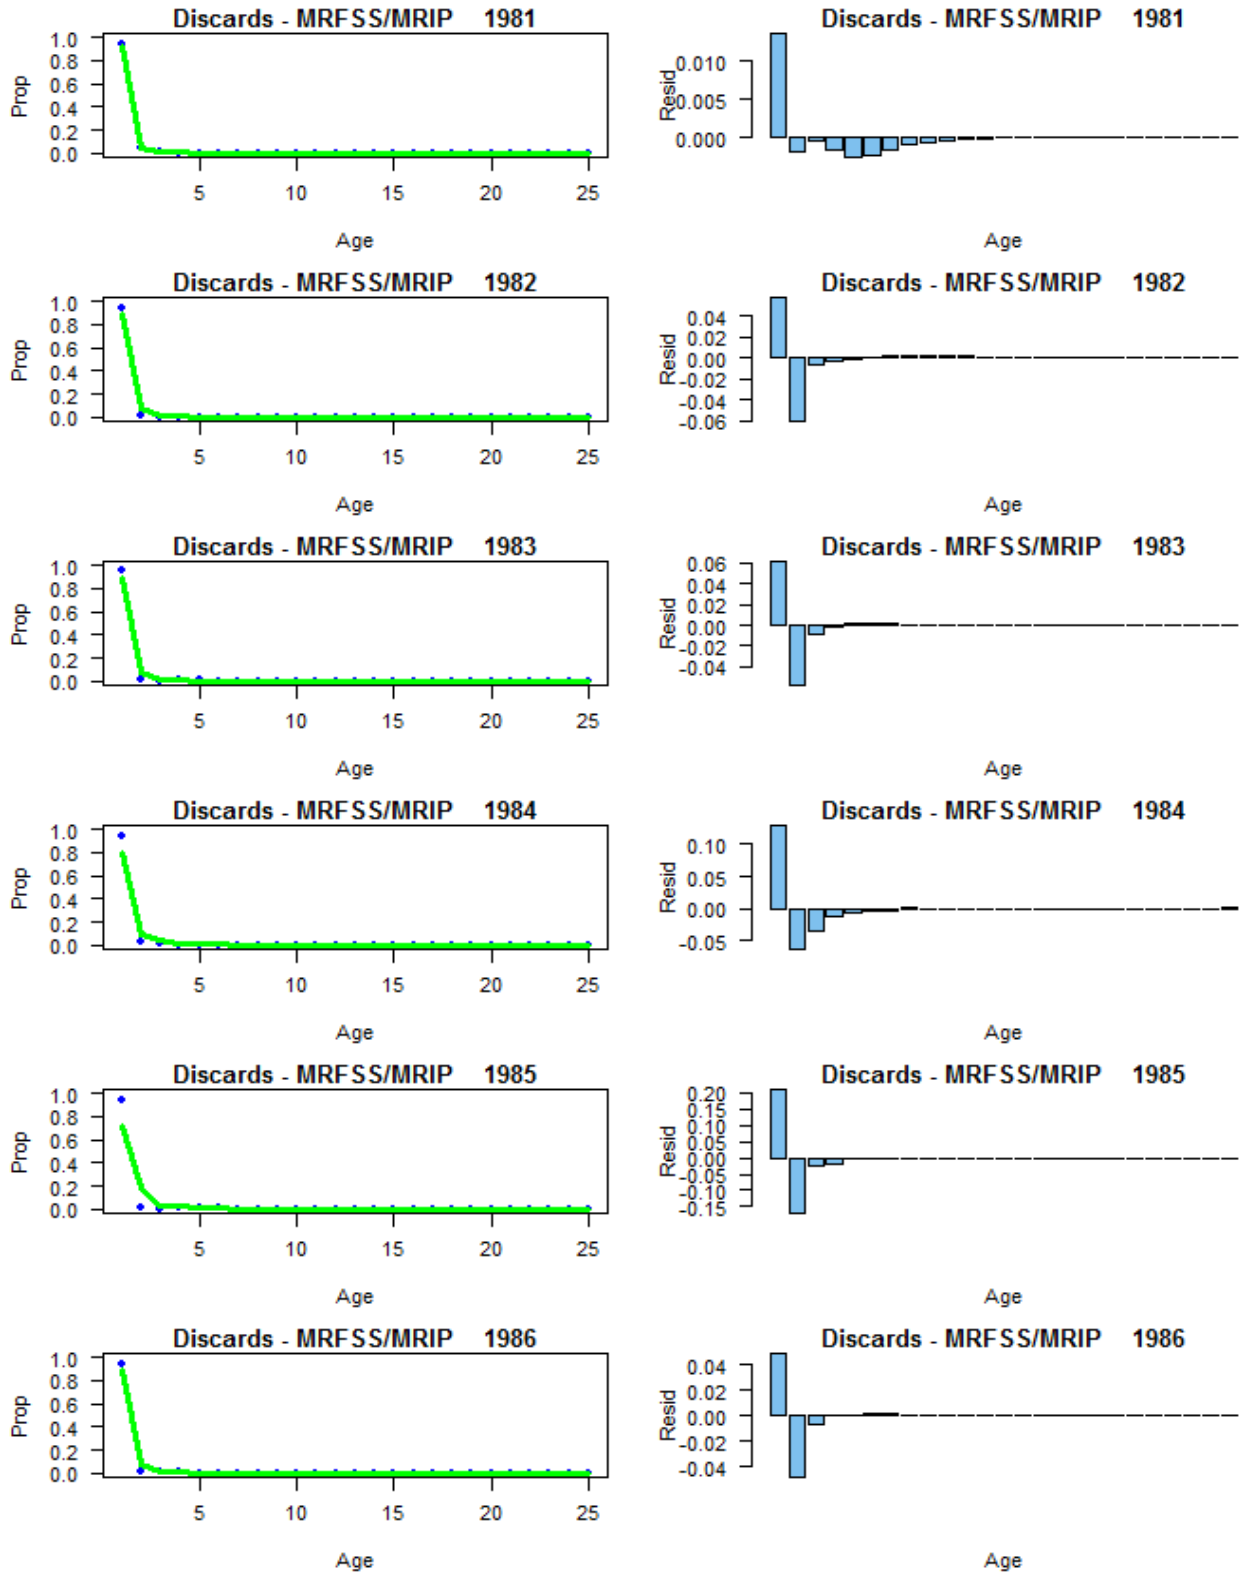 Discards - MRFSS/MRIP 1981
Prop
1.0
0.8
0.6
0.4
0.2
0.0
5 10 15 20 25
Age
Discards - MRFSS/MRIP 1981
Resid
0.010
0.005
0.000
Age
Discards - MRFSS/MRIP 1982
Prop
1.0
0.8
0.6
0.4
0.2
0.0
5 10 15 20 25
Age
Discards - MRFSS/MRIP 1982
Resid
0.04
0.02
0.00
-0.02
-0.04
-0.06
Age
Discards - MRFSS/MRIP 1983
Prop
1.0
0.8
0.6
0.4
0.2
0.0
5 10 15 20 25
Age
Discards - MRFSS/MRIP 1983
Resid
0.06
0.04
0.02
0.00
-0.02
-0.04
Age
Discards - MRFSS/MRIP 1984
Prop
1.0
0.8
0.6
0.4
0.2
0.0
5 10 15 20 25
Age
Discards - MRFSS/MRIP 1984
Resid
0.10
0.05
0.00
-0.05
Age
Discards - MRFSS/MRIP 1985
Prop
1.0
0.8
0.6
0.4
0.2
0.0
5 10 15 20 25
Age
Discards - MRFSS/MRIP 1985
Resid
0.20
0.15
0.10
0.05
0.00
-0.05
-0.10
-0.15
Age
Discards - MRFSS/MRIP 1986
Prop
1.0
0.8
0.6
0.4
0.2
0.0
5 10 15 20 25
Age
Discards - MRFSS/MRIP 1986
Resid
0.04
0.02
0.00
-0.02
-0.04
Age